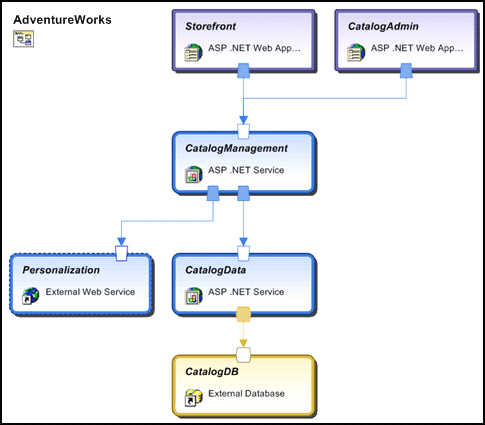 AdventureWorks
Storefront
ASP .NET Web App...
CatalogAdmin
ASP .NET Web App...
CatalogManagement
ASP .NET Service
Personalization
External Web Service
CatalogData
ASP .NET Service
CatalogDB
External Database